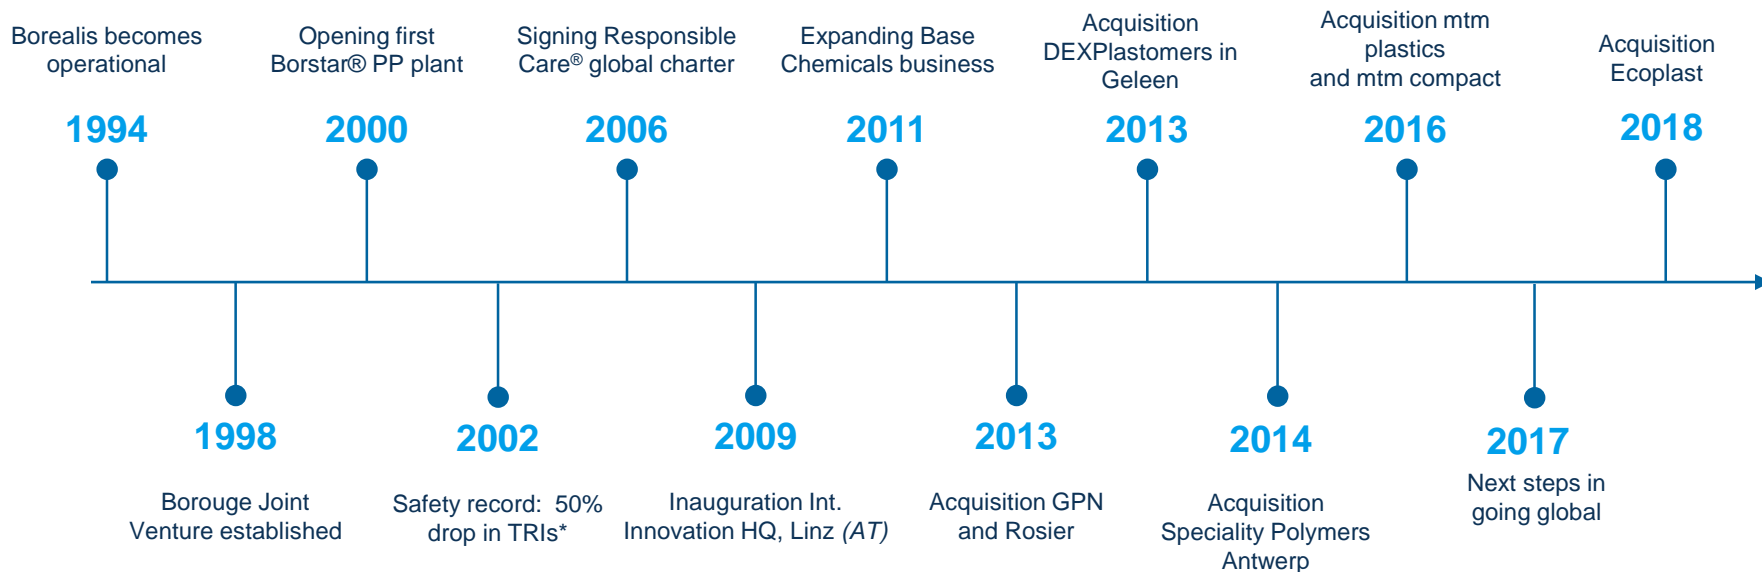 Borealis becomes
operational
1994
Opening first
Borstar® PP plant
2000
Signing Responsible
Care® global charter
2006
Expanding Base
Chemicals business
2011
Acquisition
DEXPlastomers in
Geleen
2013
Acquisition mtm
plastics
and mtm compact
2016
Acquisition
Ecoplast
2018
1998
Borouge Joint
Venture established
2002
Safety record:  50%
drop in TRIs*
2009
Inauguration Int.
Innovation HQ, Linz (AT)
2013
Acquisition GPN
and Rosier
2014
Acquisition
Speciality Polymers
Antwerp
2017
Next steps in
going global